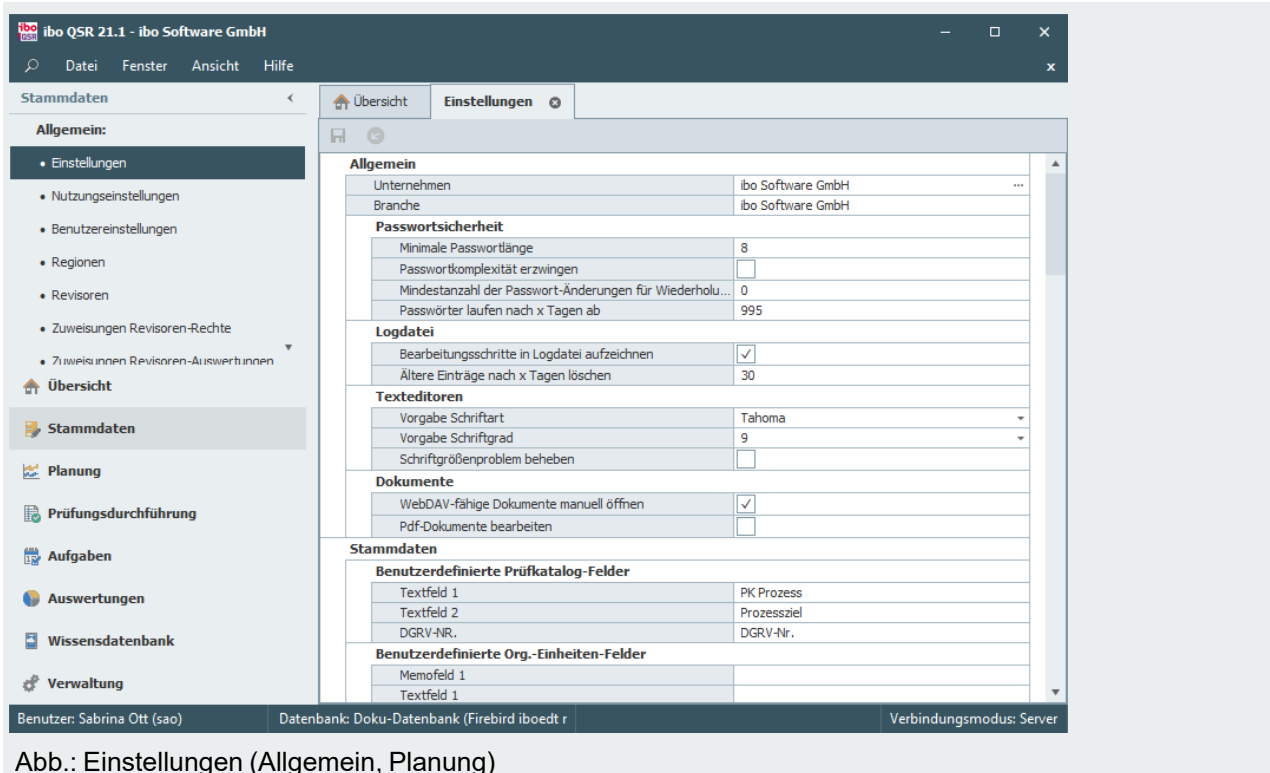 ibo QSR 21.1 - ibo Software GmbH
Datei Fenster Ansicht Hilfe
Stammdaten
Allgemein:
• Einstellungen
• Nutzungseinstellungen
• Benutzereinstellungen
• Regionen
• Revisoren
• Zuweisungen Revisoren-Rechte
• Zuweisungen Revisoren-Auswertungen
Übersicht
Stammdaten
Planung
Prüfungsdurchführung
Aufgaben
Auswertungen
Wissensdatenbank
Verwaltung
Übersicht Einstellungen
Allgemein
Unternehmen ibo Software GmbH ...
Branche ibo Software GmbH
Passwortsicherheit
Minimale Passwortlänge 8
Passwortkomplexität erzwingen
Mindestanzahl der Passwort-Änderungen für Wiederholu... 0
Passwörter laufen nach x Tagen ab 995
Logdatei
Bearbeitungsschritte in Logdatei aufzeichnen
Ältere Einträge nach x Tagen löschen 30
Texteditoren
Vorgabe Schriftart Tahoma
Vorgabe Schriftgrad 9
Schriftgrößenproblem beheben
Dokumente
WebDAV-fähige Dokumente manuell öffnen
Pdf-Dokumente bearbeiten
Stammdaten
Benutzerdefinierte Prüfkatalog-Felder
Textfeld 1 PK Prozess
Textfeld 2 Prozessziel
DGRV-NR. DGRV-Nr.
Benutzerdefinierte Org.-Einheiten-Felder
Memofeld 1
Textfeld 1
Benutzer: Sabrina Ott (sao) Datenbank: Doku-Datenbank (Firebird iboedt r Verbindungsmodus: Server
Abb.: Einstellungen (Allgemein, Planung)